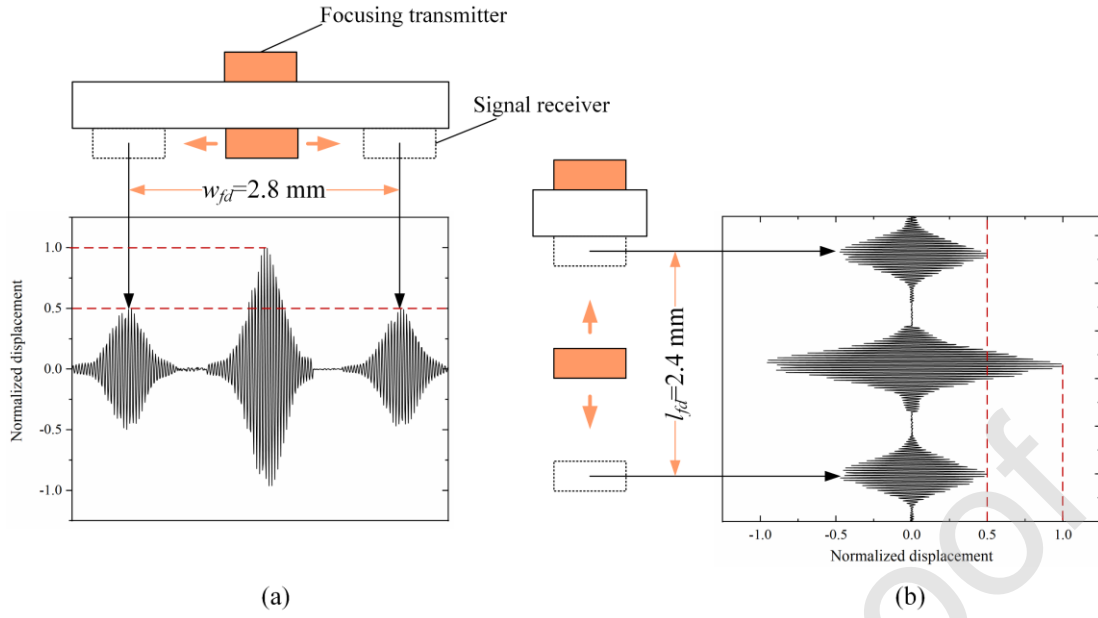 Focusing transmitter
Signal receiver
w_fd=2.8 mm
1.0
0.5
0.0
-0.5
-1.0
Normalized displacement
(a)
l_fd=2.4 mm
-1.0
-0.5
0.0
0.5
1.0
Normalized displacement
(b)
oof